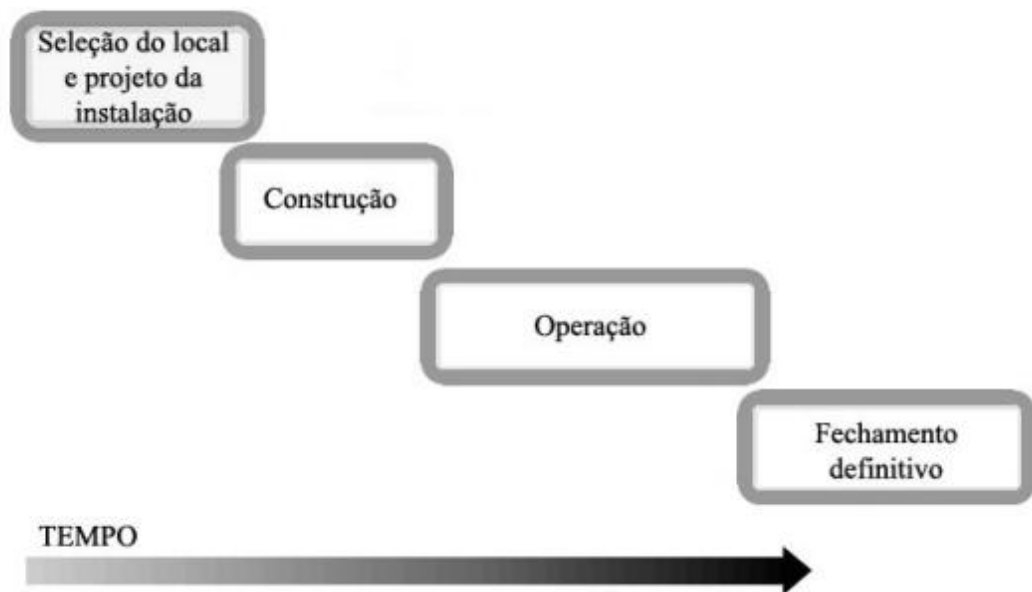 Seleção do local
e projeto da
instalação
Construção
Operação
Fechamento
definitivo
TEMPO